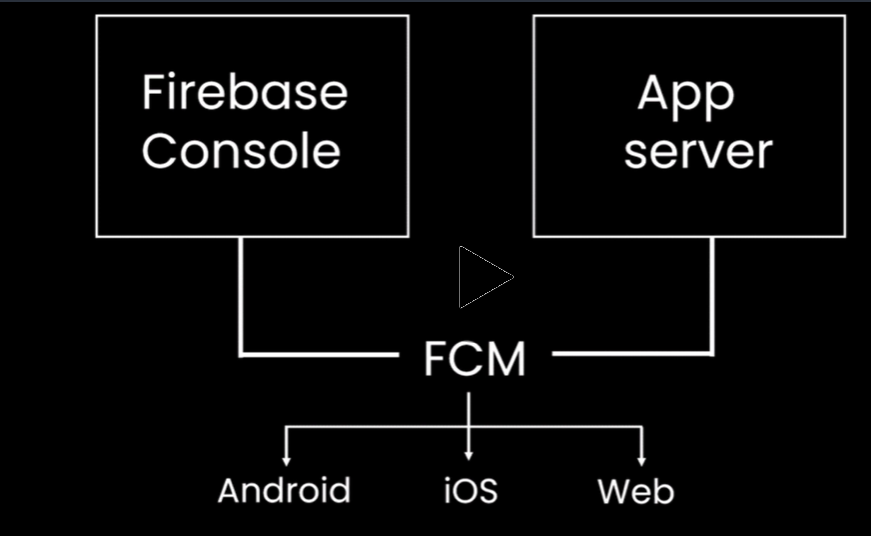 Firebase
Console
App
server
FCM
Android
iOS
Web